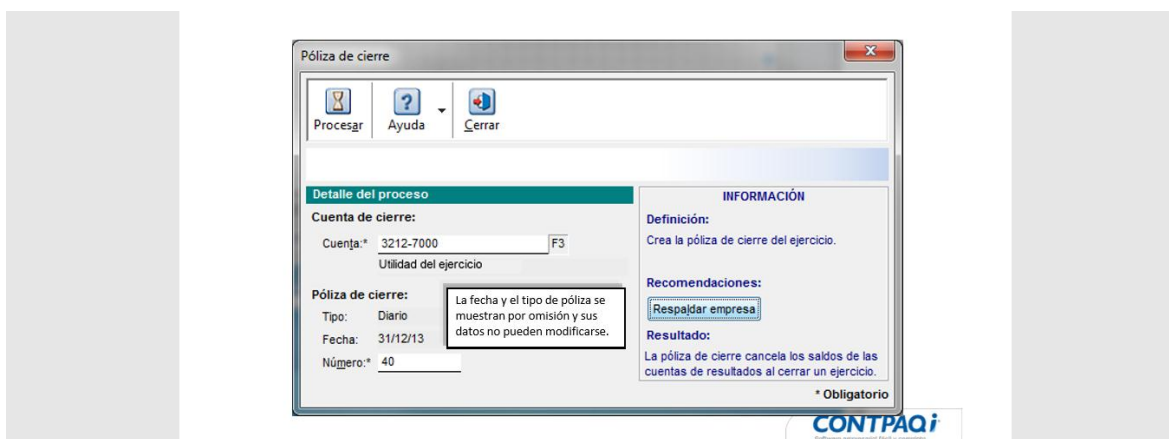 Póliza de cierre
Procesar
Ayuda
Cerrar
Detalle del proceso
Cuenta de cierre:
Cuenta:* 3212-7000 F3
Utilidad del ejercicio
Póliza de cierre:
Tipo: Diario
Fecha: 31/12/13
Número:* 40
La fecha y el tipo de póliza se
muestran por omisión y sus
datos no pueden modificarse.
INFORMACIÓN
Definición:
Crea la póliza de cierre del ejercicio.
Recomendaciones:
Respaldar empresa
Resultado:
La póliza de cierre cancela los saldos de las
cuentas de resultados al cerrar un ejercicio.
* Obligatorio
CONTPAQi